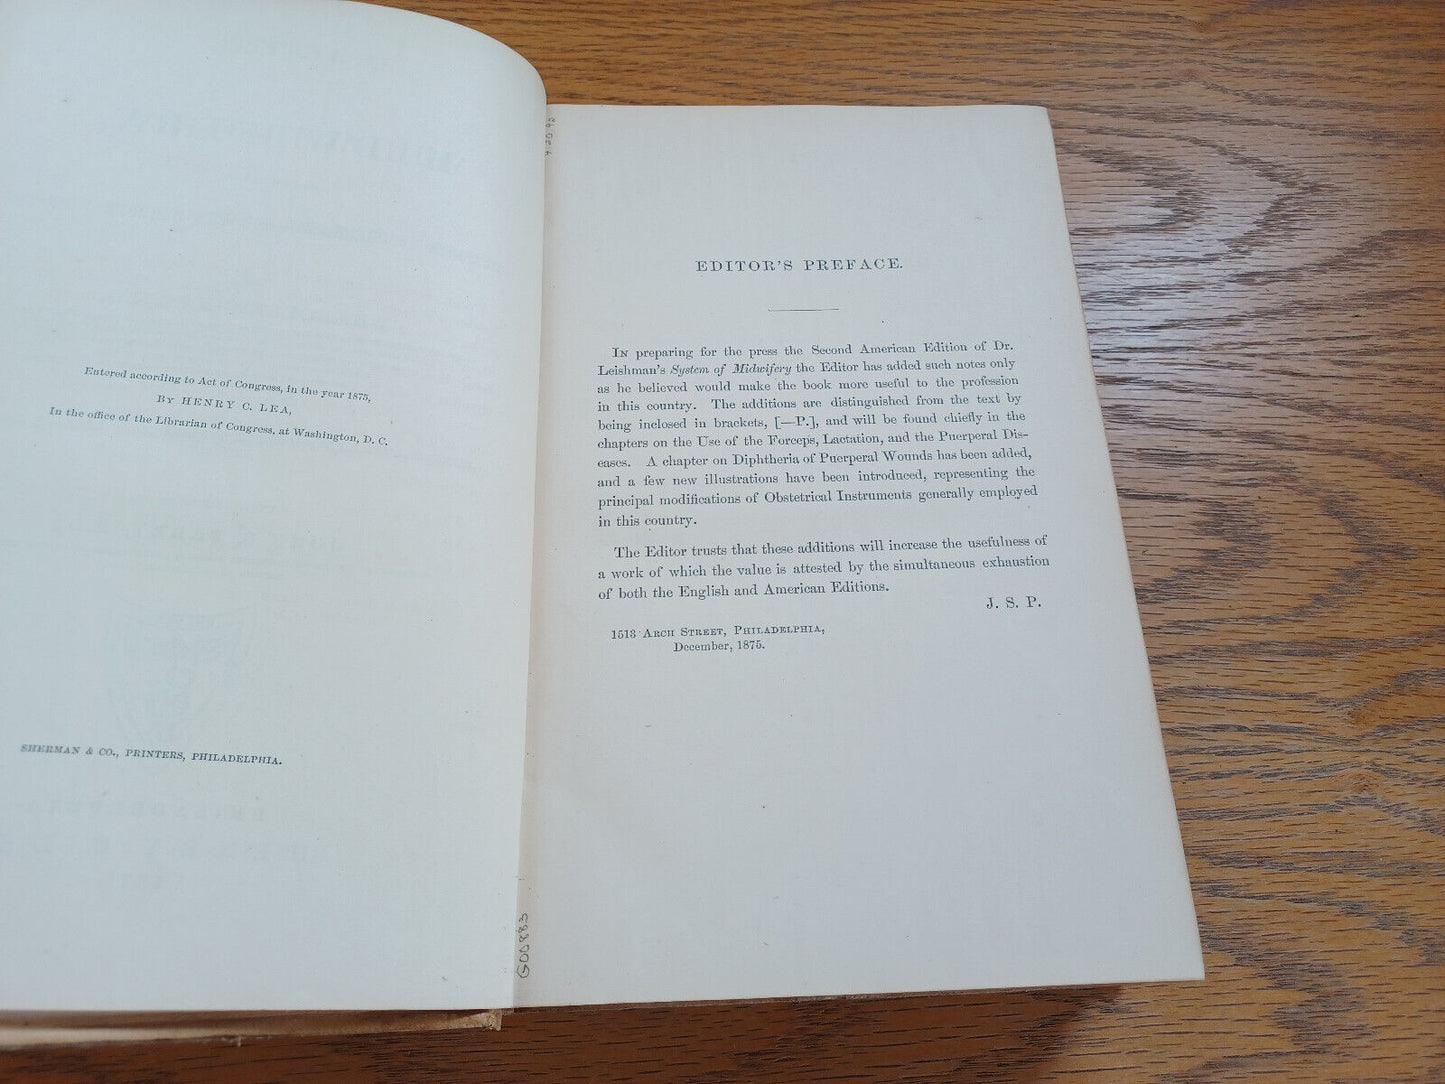 Entered according to Act of Congress, in the year 1875,
BY HENRY C. LEA,
In the office of the Librarian of Congress, at Washington, D. C.
SHERMAN & CO., PRINTERS, PHILADELPHIA.
G00883
EDITOR'S PREFACE.
IN preparing for the press the Second American Edition of Dr.
Leishman's System of Midwifery the Editor has added such notes only
as he believed would make the book more useful to the profession
in this country. The additions are distinguished from the text by
being inclosed in brackets, [—P.], and will be found chiefly in the
chapters on the Use of the Forceps, Lactation, and the Puerperal Dis-
eases. A chapter on Diphtheria of Puerperal Wounds has been added,
and a few new illustrations have been introduced, representing the
principal modifications of Obstetrical Instruments generally employed
in this country.
The Editor trusts that these additions will increase the usefulness of
a work of which the value is attested by the simultaneous exhaustion
of both the English and American Editions.
J. S. P.
1513 ARCH STREET, PHILADELPHIA,
December, 1875.